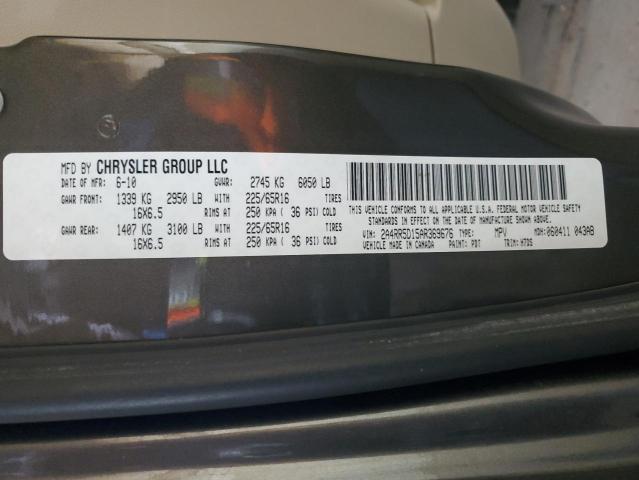 MFD BY CHRYSLER GROUP LLC
DATE OF MFR: 6-10 GVWR: 2745 KG 6050 LB
GAWR FRONT: 1339 KG 2950 LB WITH 225/65R16 TIRES
16X6.5 RIMS AT 250 KPA ( 36 PSI) COLD
GAWR REAR: 1407 KG 3100 LB WITH 225/65R16 TIRES
16X6.5 RIMS AT 250 KPA ( 36 PSI) COLD
THIS VEHICLE CONFORMS TO ALL APPLICABLE U.S.A. FEDERAL MOTOR VEHICLE SAFETY
STANDARDS IN EFFECT ON THE DATE OF MANUFACTURE SHOWN ABOVE.
VIN: 2A4RR5D15AR369676 TYPE: MPV MDH: 060411 043AB
VEHICLE MADE IN CANADA PAINT: PDT TRIM: HTDS